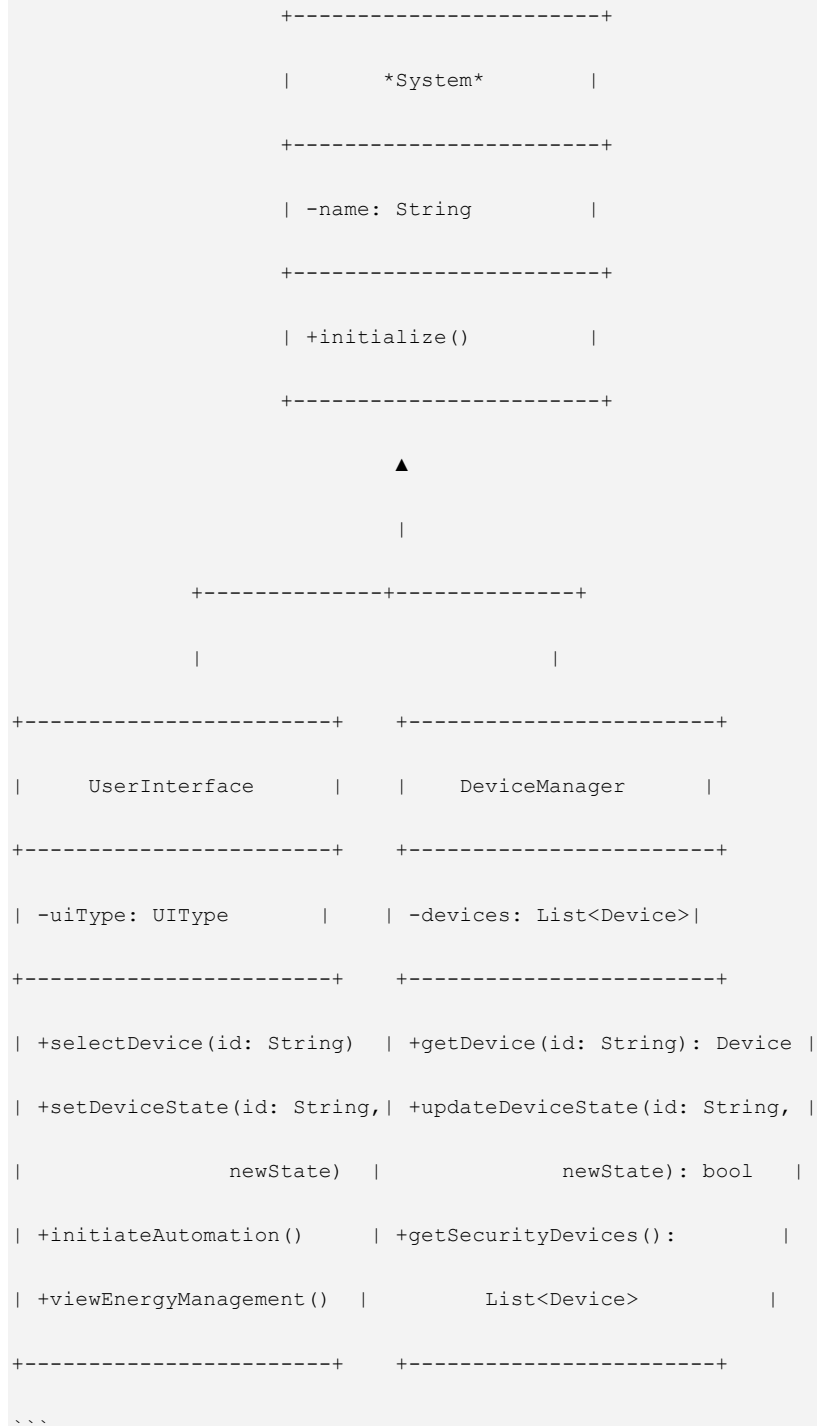 +------------------------+
|       *System*       |
+------------------------+
| -name: String         |
+------------------------+
| +initialize()         |
+------------------------+
▲
|
+--------------+--------------+
|                           |
+------------------------+    +------------------------+
|     UserInterface      |    |    DeviceManager      |
+------------------------+    +------------------------+
| -uiType: UIType       |    | -devices: List<Device>|
+------------------------+    +------------------------+
| +selectDevice(id: String)  | +getDevice(id: String): Device |
| +setDeviceState(id: String,| +updateDeviceState(id: String, |
|                newState)  |              newState): bool   |
| +initiateAutomation()     | +getSecurityDevices():        |
| +viewEnergyManagement()  |         List<Device>          |
+------------------------+    +------------------------+
```